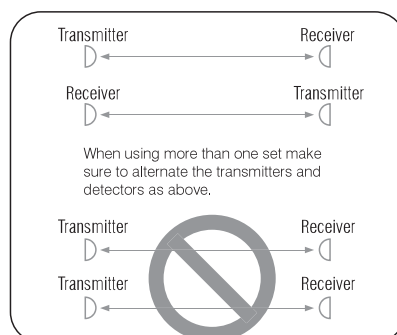 Transmitter Receiver
Receiver Transmitter
When using more than one set make
sure to alternate the transmitters and
detectors as above.
Transmitter Receiver
Transmitter Receiver